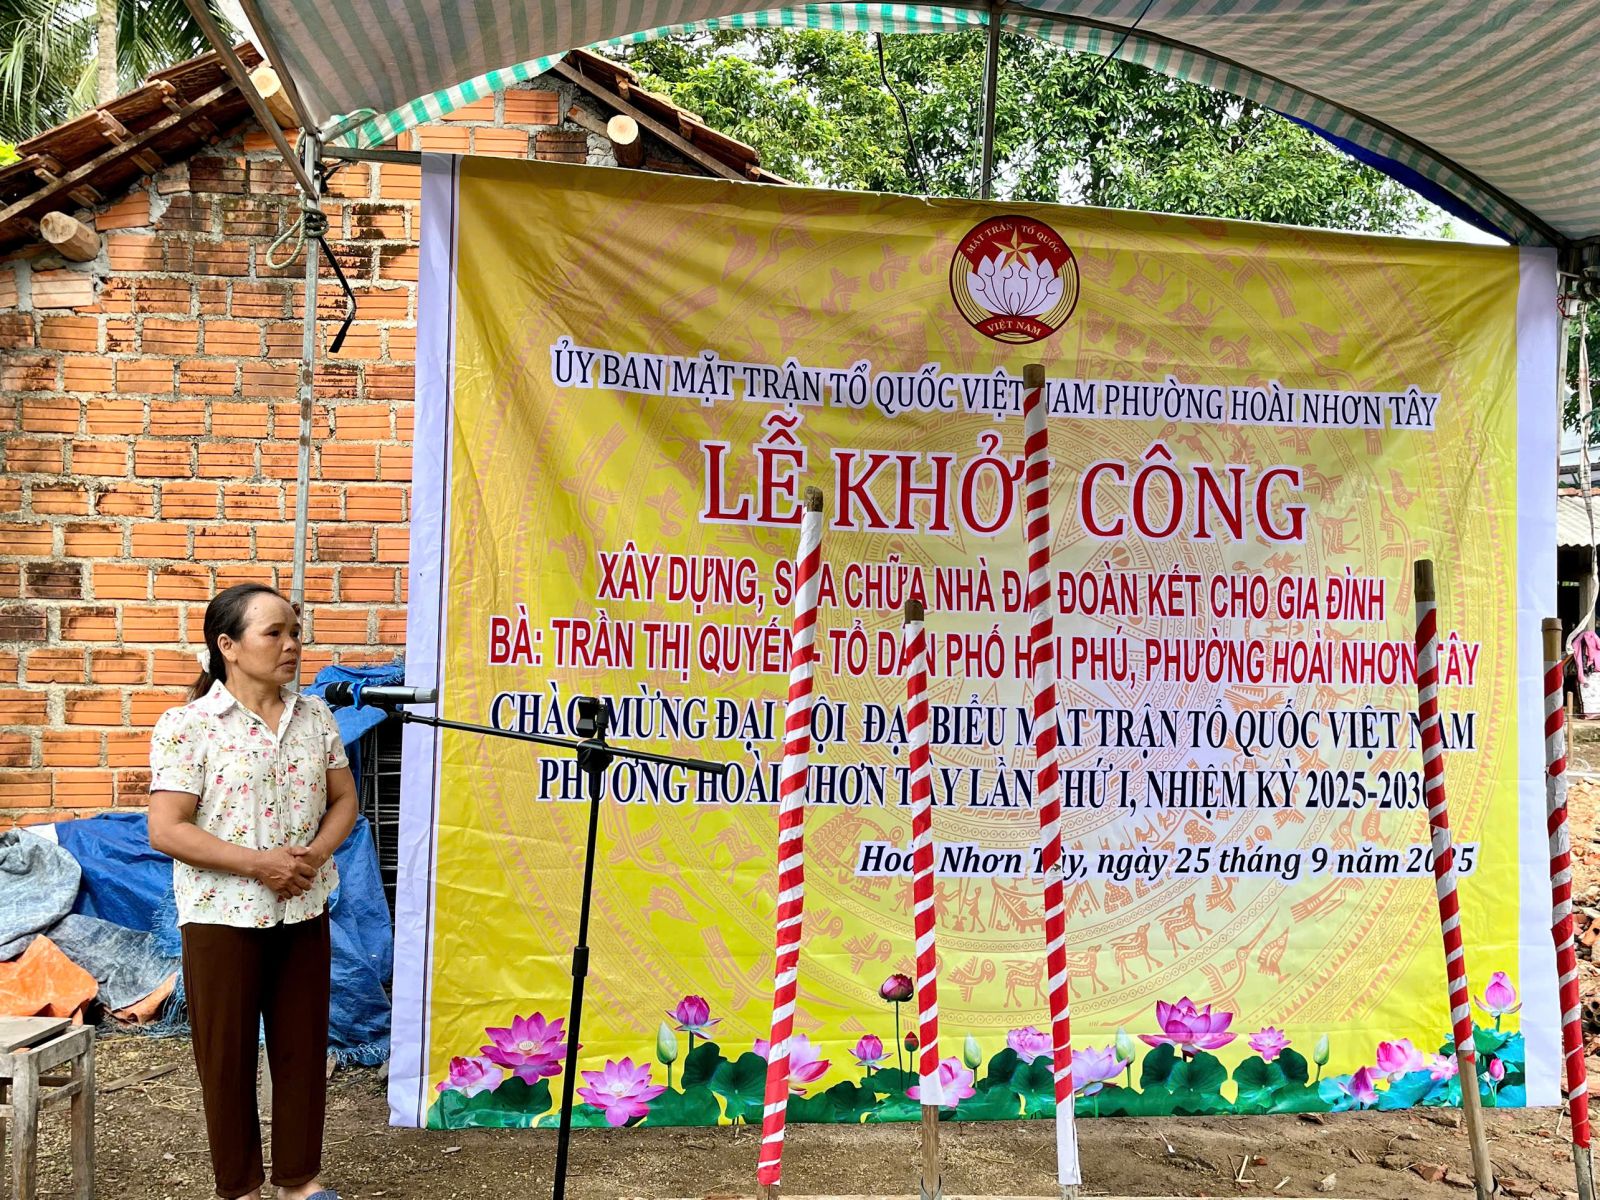 MẶT TRẬN TỔ QUỐC
VIỆT NAM
ỦY BAN MẶT TRẬN TỔ QUỐC VIỆT NAM PHƯỜNG HOÀI NHƠN TÂY
LỄ KHỞI CÔNG
XÂY DỰNG, SỬA CHỮA NHÀ ĐẠI ĐOÀN KẾT CHO GIA ĐÌNH
BÀ: TRẦN THỊ QUYẾN - TỔ DÂN PHỐ HỘI PHÚ, PHƯỜNG HOÀI NHƠN TÂY
CHÀO MỪNG ĐẠI HỘI ĐẠI BIỂU MẶT TRẬN TỔ QUỐC VIỆT NAM
PHƯỜNG HOÀI NHƠN TÂY LẦN THỨ I, NHIỆM KỲ 2025-2030
Hoài Nhơn Tây, ngày 25 tháng 9 năm 2025